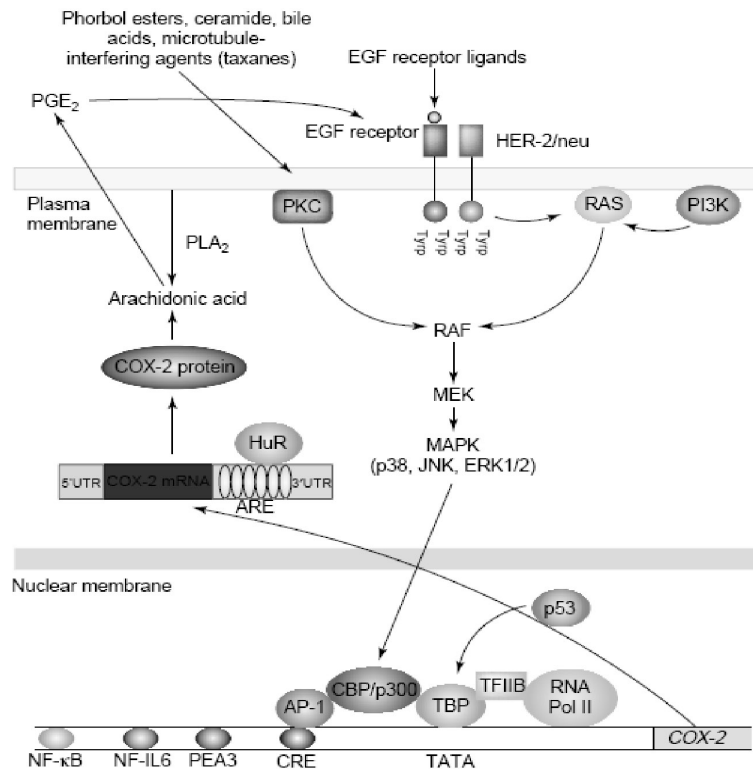 Phorbol esters, ceramide, bile
acids, microtubule-
interfering agents (taxanes)
EGF receptor ligands
PGE2
EGF receptor
HER-2/neu
Plasma
membrane
PKC
RAS
PI3K
Tyrp
Tyrp
Tyrp
Tyrp
PLA2
Arachidonic acid
RAF
COX-2 protein
MEK
MAPK
(p38, JNK, ERK1/2)
HuR
5'UTR
COX-2 mRNA
3'UTR
ARE
Nuclear membrane
p53
CBP/p300
TFIIB
RNA
Pol II
AP-1
TBP
COX-2
NF-κB
NF-IL6
PEA3
CRE
TATA